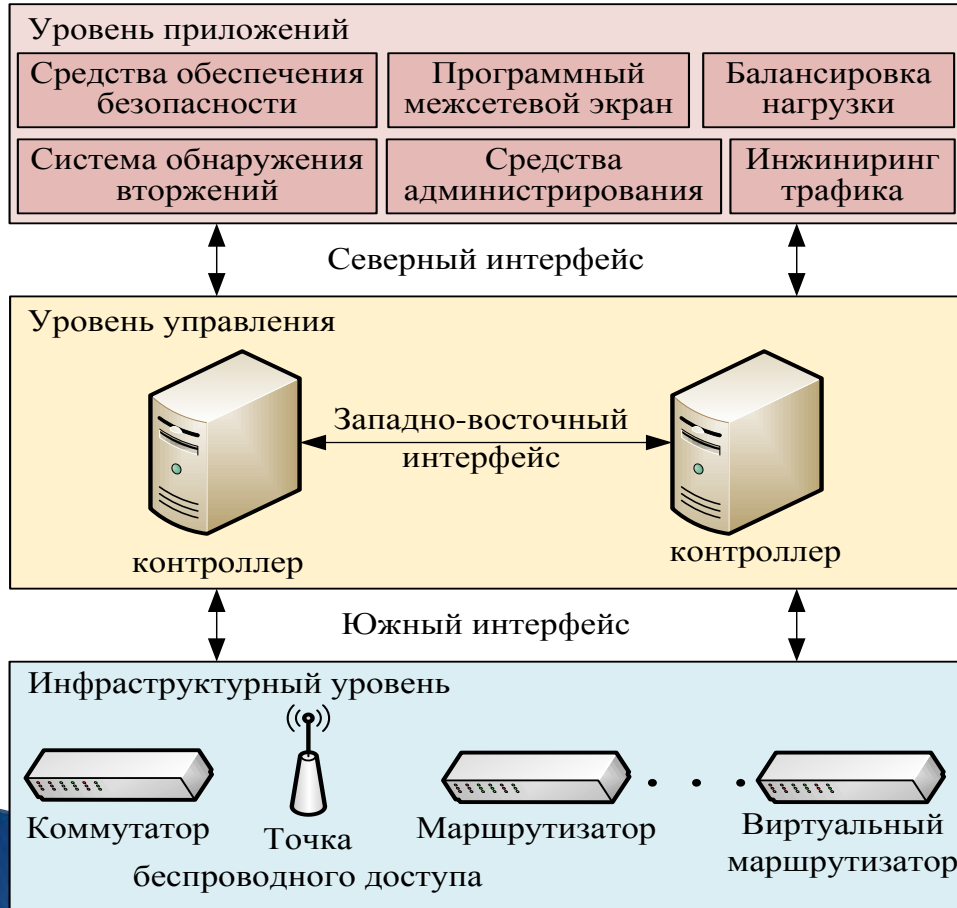 Уровень приложений
Средства обеспечения
безопасности
Программный
межсетевой экран
Балансировка
нагрузки
Система обнаружения
вторжений
Средства
администрирования
Инжиниринг
трафика
Северный интерфейс
Уровень управления
Западно-восточный
интерфейс
контроллер
контроллер
Южный интерфейс
Инфраструктурный уровень
Коммутатор
Точка
беспроводного доступа
Маршрутизатор
Виртуальный
маршрутизатор